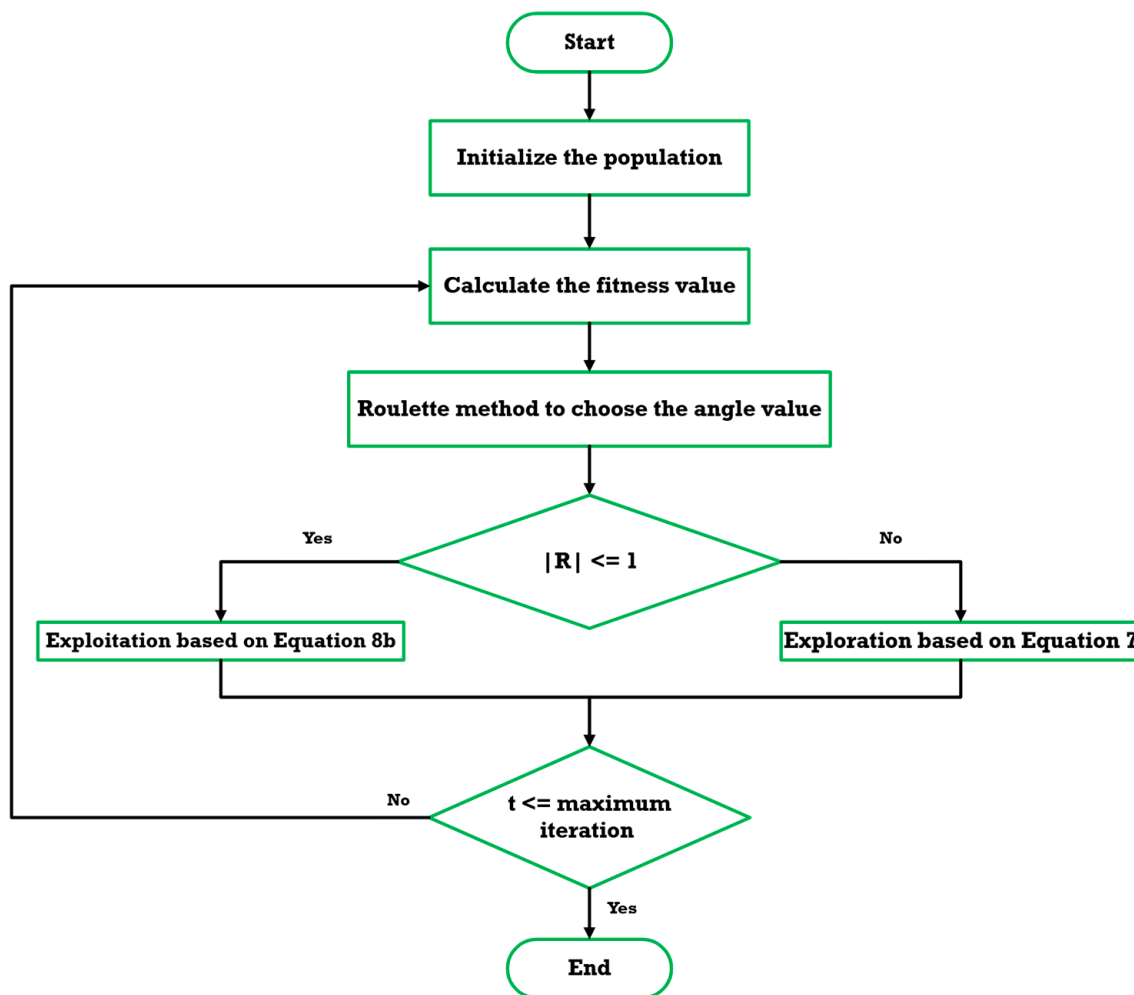 Start
Initialize the population
Calculate the fitness value
Roulette method to choose the angle value
|R| <= 1
Yes
No
Exploitation based on Equation 8b
Exploration based on Equation 7
t <= maximum
iteration
No
Yes
End